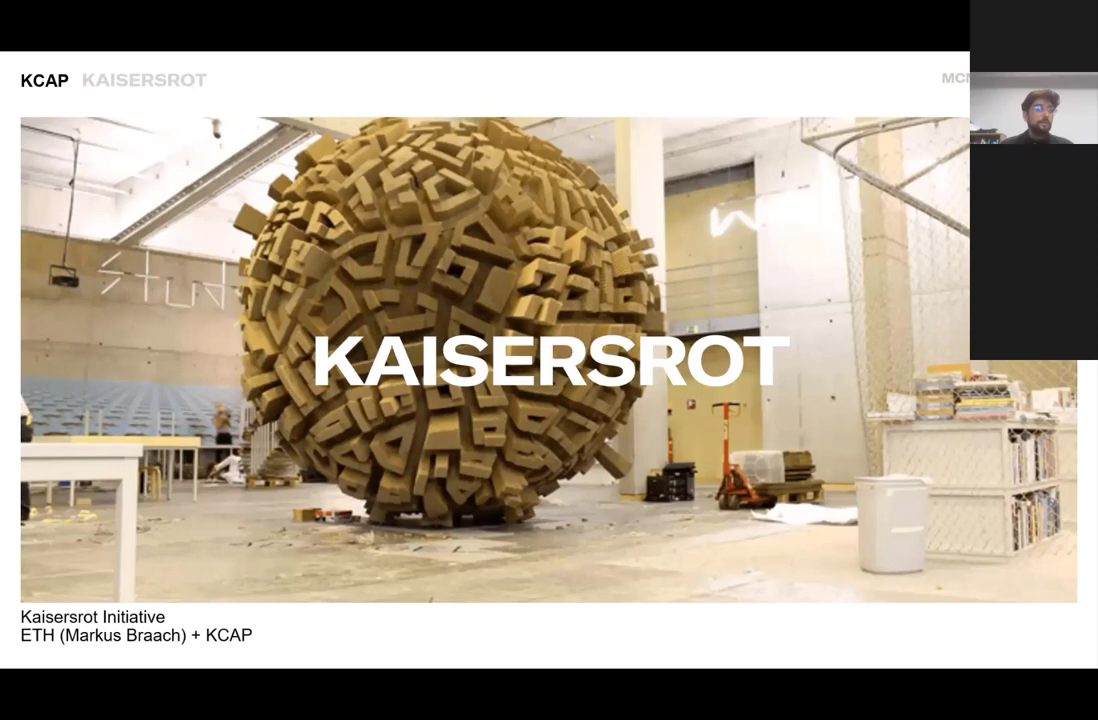 KCAP KAISERSROT
KAISERSROT
Kaisersrot Initiative
ETH (Markus Braach) + KCAP